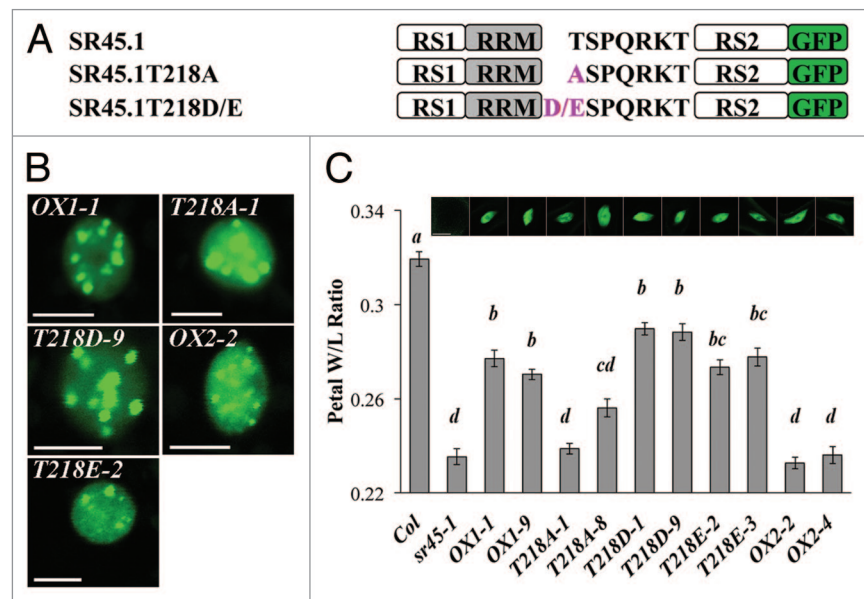 A
SR45.1 RS1 RRM TSPQRKT RS2 GFP
SR45.1T218A RS1 RRM ASPQRKT RS2 GFP
SR45.1T218D/E RS1 RRM D/ESPQRKT RS2 GFP
B
OX1-1 T218A-1
T218D-9 OX2-2
T218E-2
C
Petal W/L Ratio
0.34
0.3
0.26
0.22
a
d
b
b
d
cd
b
b
bc
bc
d
d
Col
sr45-1
OX1-1
OX1-9
T218A-1
T218A-8
T218D-1
T218D-9
T218E-2
T218E-3
OX2-2
OX2-4